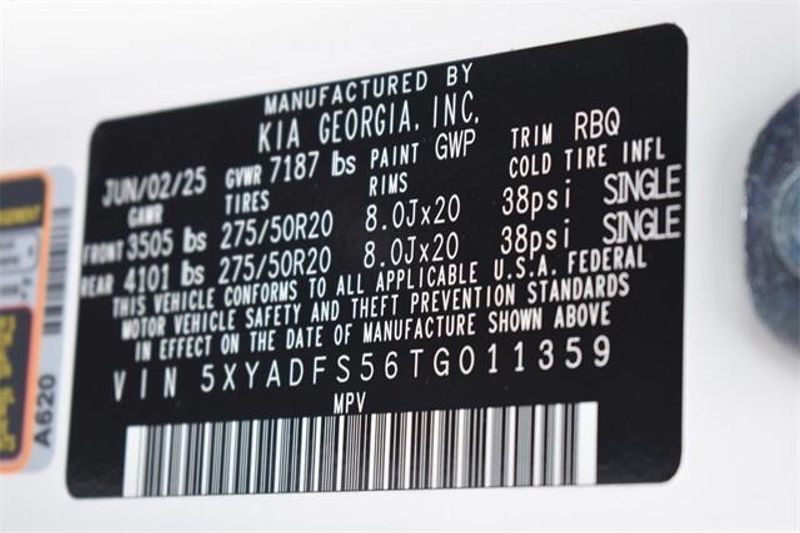 MANUFACTURED BY
KIA GEORGIA, INC.
JUN/02/25 GVWR 7187 lbs PAINT GWP TRIM RBQ
GAWR TIRES RIMS COLD TIRE INFL
FRONT 3505 lbs 275/50R20 8.0Jx20 38psi SINGLE
REAR 4101 lbs 275/50R20 8.0Jx20 38psi SINGLE
THIS VEHICLE CONFORMS TO ALL APPLICABLE U.S.A. FEDERAL
MOTOR VEHICLE SAFETY AND THEFT PREVENTION STANDARDS
IN EFFECT ON THE DATE OF MANUFACTURE SHOWN ABOVE
VIN 5XYADFS56TG011359
MPV
A620